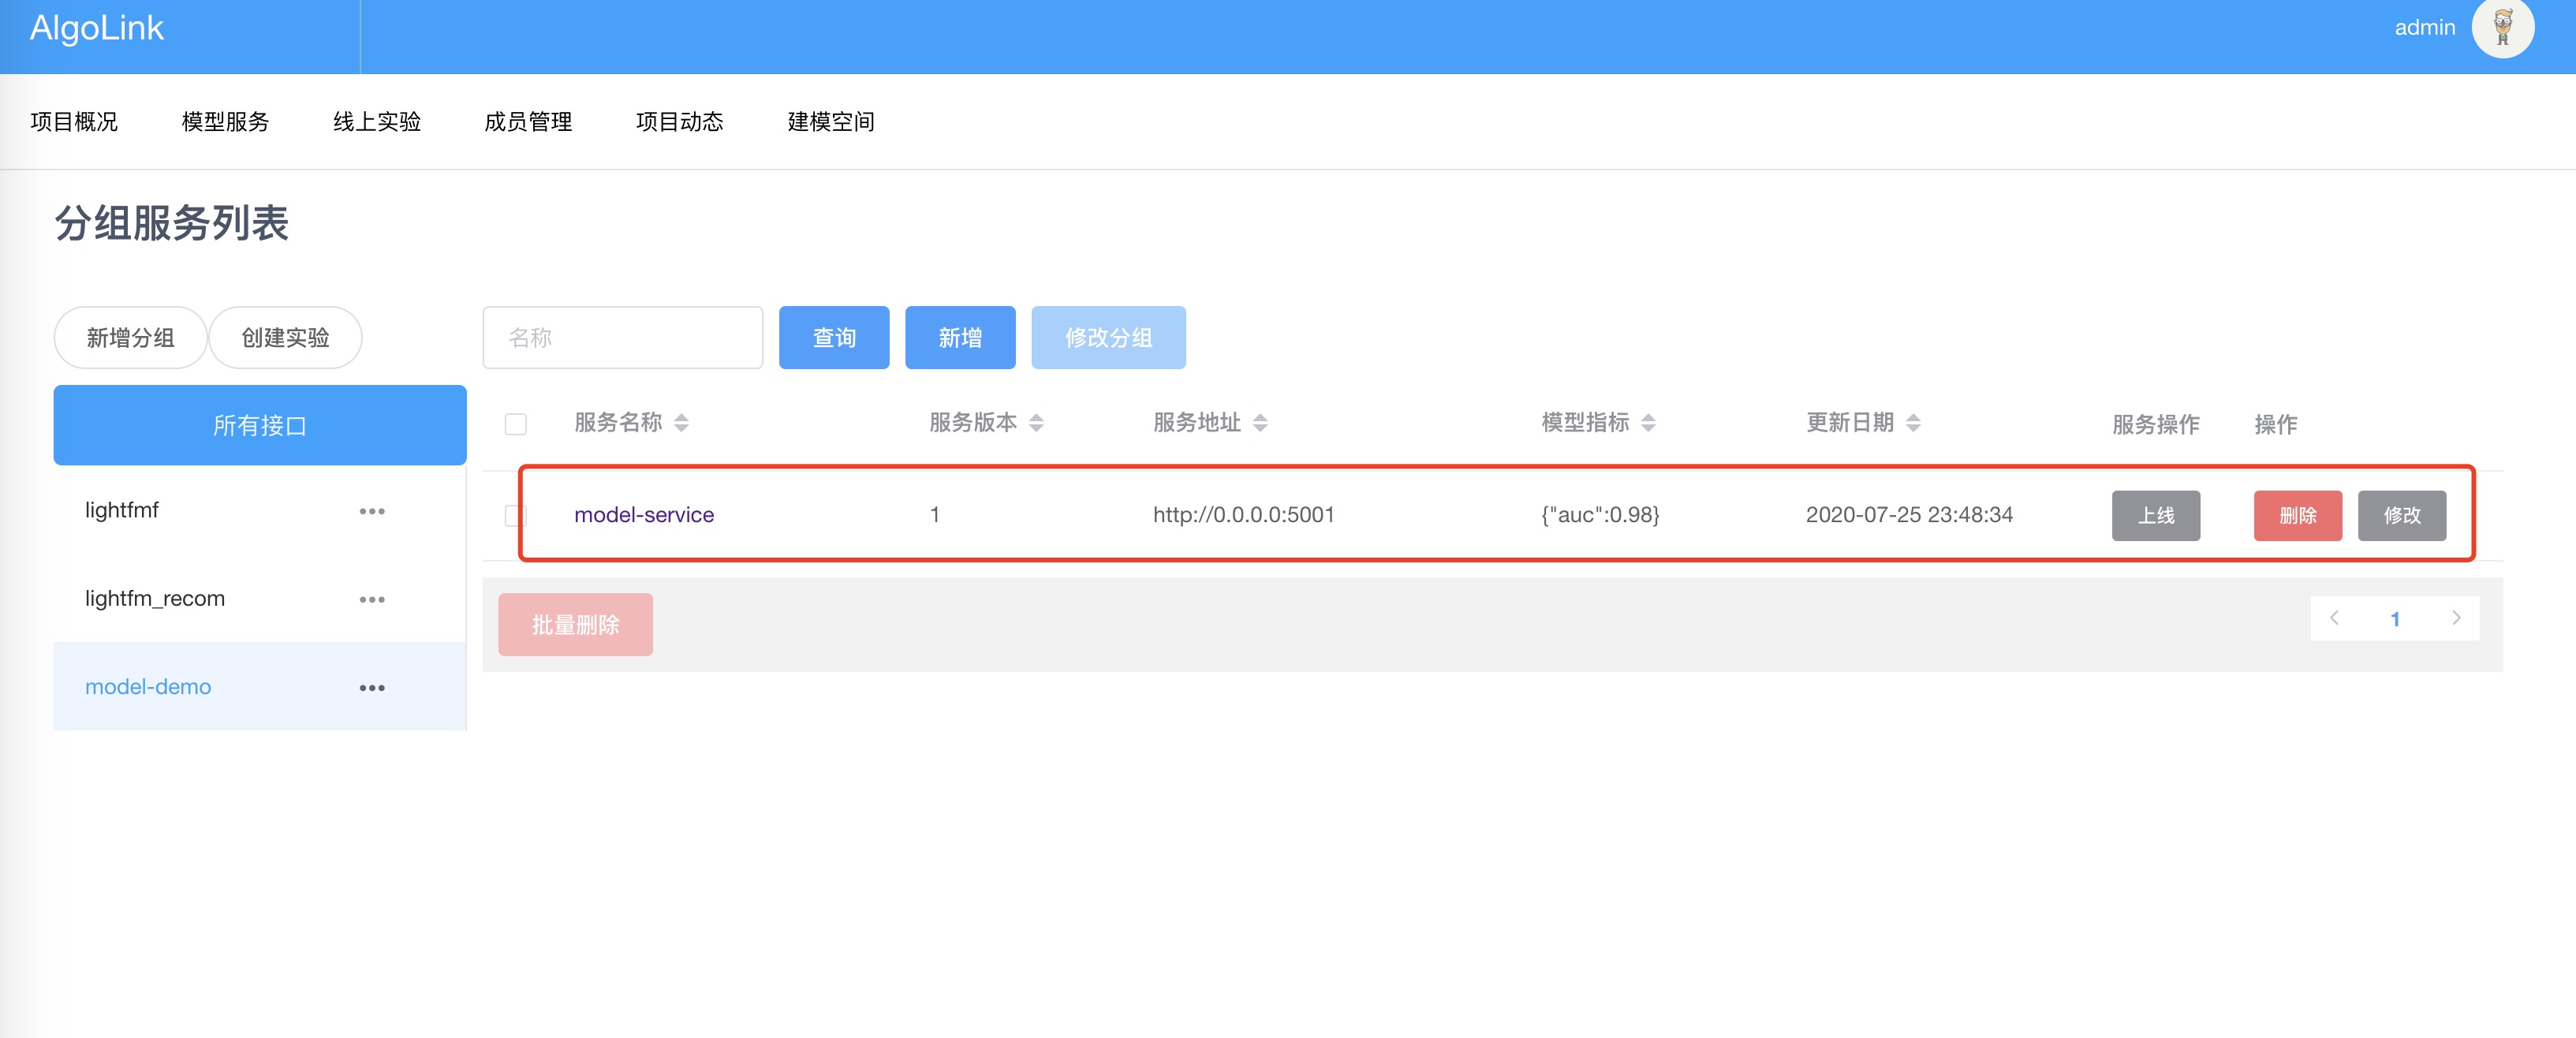 AlgoLink
admin
项目概况 模型服务 线上实验 成员管理 项目动态 建模空间
分组服务列表
新增分组 创建实验 名称 查询 新增 修改分组
所有接口
服务名称 服务版本 服务地址 模型指标 更新日期 服务操作 操作
lightfmf
model-service 1 http://0.0.0.0:5001 {"auc":0.98} 2020-07-25 23:48:34 上线 删除 修改
lightfm_recom
批量删除 1
model-demo